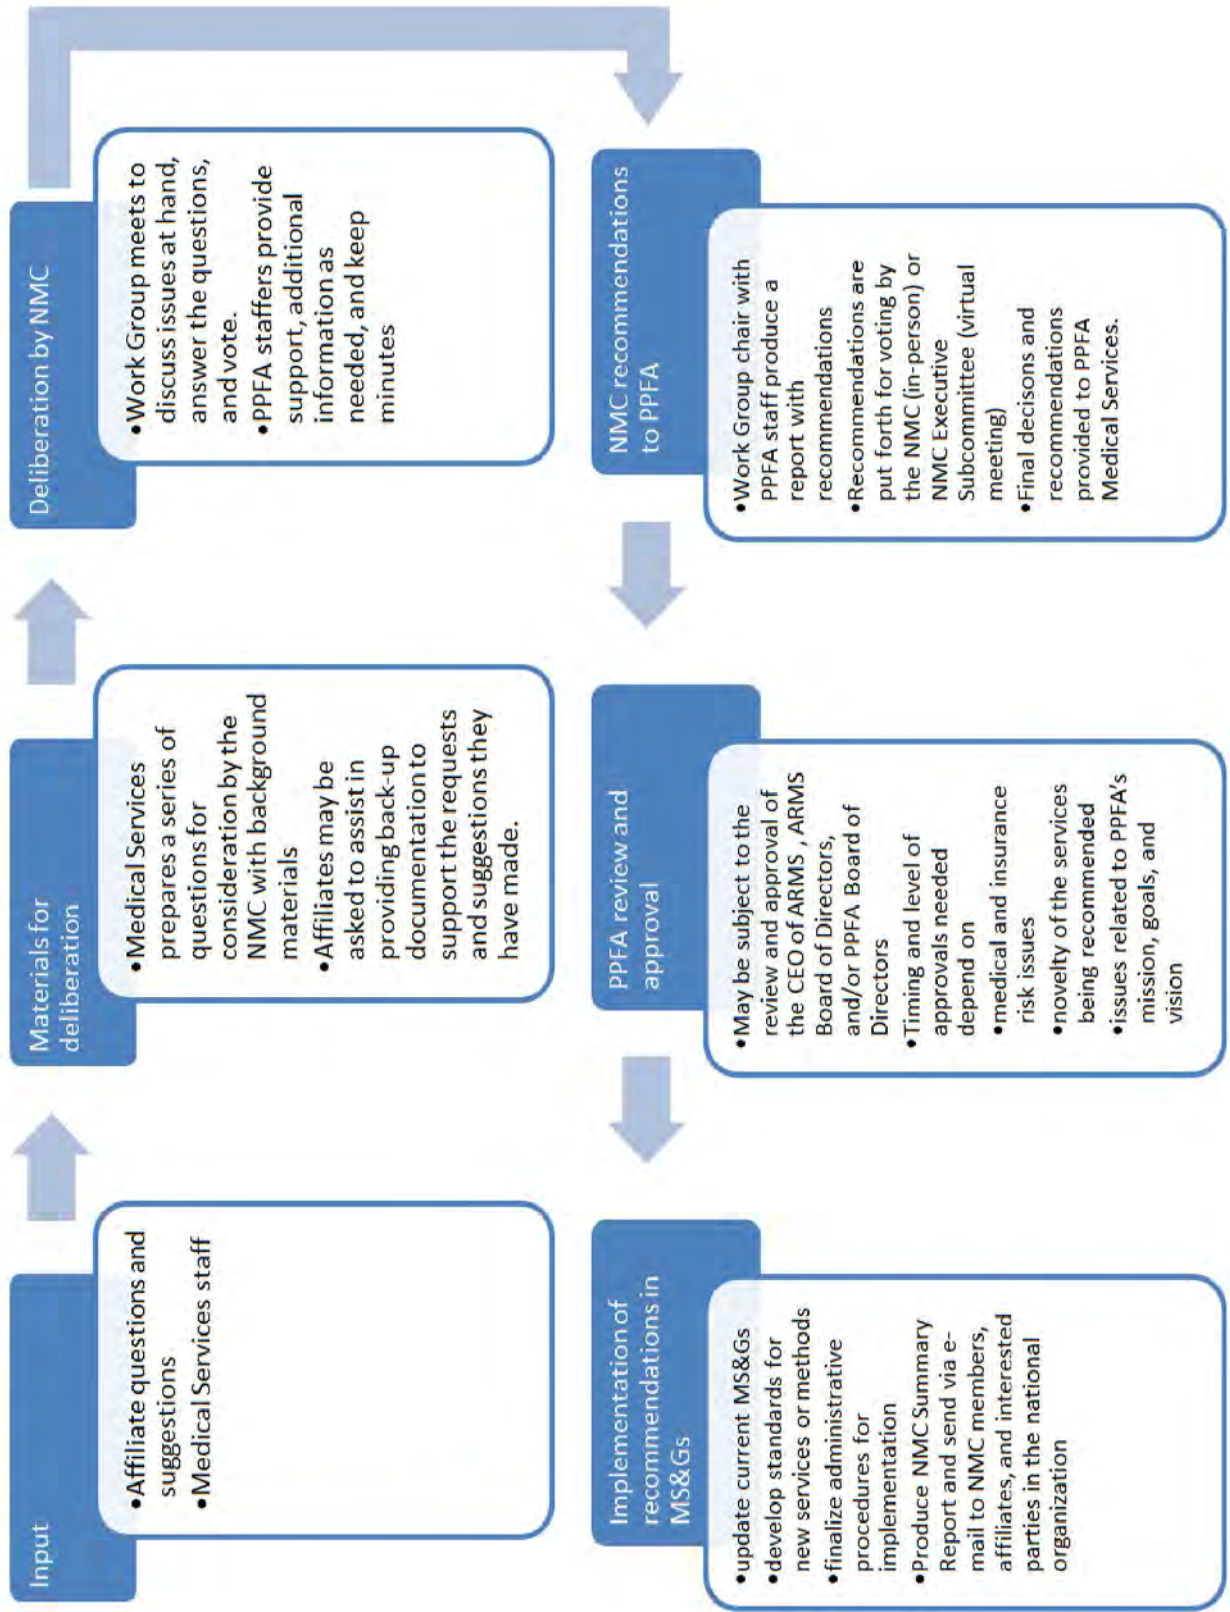 Input
•Affiliate questions and
suggestions
•Medical Services staff
Materials for
deliberation
•Medical Services
prepares a series of
questions for
consideration by the
NMC with background
materials
•Affiliates may be
asked to assist in
providing back-up
documentation to
support the requests
and suggestions they
have made.
Deliberation by NMC
•Work Group meets to
discuss issues at hand,
answer the questions,
and vote.
•PPFA staffers provide
support, additional
information as
needed, and keep
minutes
NMC recommendations
to PPFA
•Work Group chair with
PPFA staff produce a
report with
recommendations
•Recommendations are
put forth for voting by
the NMC (in-person) or
NMC Executive
Subcommittee (virtual
meeting)
•Final decisons and
recommendations
provided to PPFA
Medical Services.
PPFA review and
approval
•May be subject to the
review and approval of
the CEO of ARMS , ARMS
Board of Directors,
and/or PPFA Board of
Directors
•Timing and level of
approvals needed
depend on
•medical and insurance
risk issues
•novelty of the services
being recommended
•issues related to PPFA's
mission, goals, and
vision
Implementation of
recommendations in
MS&Gs
•update current MS&Gs
•develop standards for
new services or methods
•finalize administrative
procedures for
implementation
•Produce NMC Summary
Report and send via e-
mail to NMC members,
affiliates, and interested
parties in the national
organization